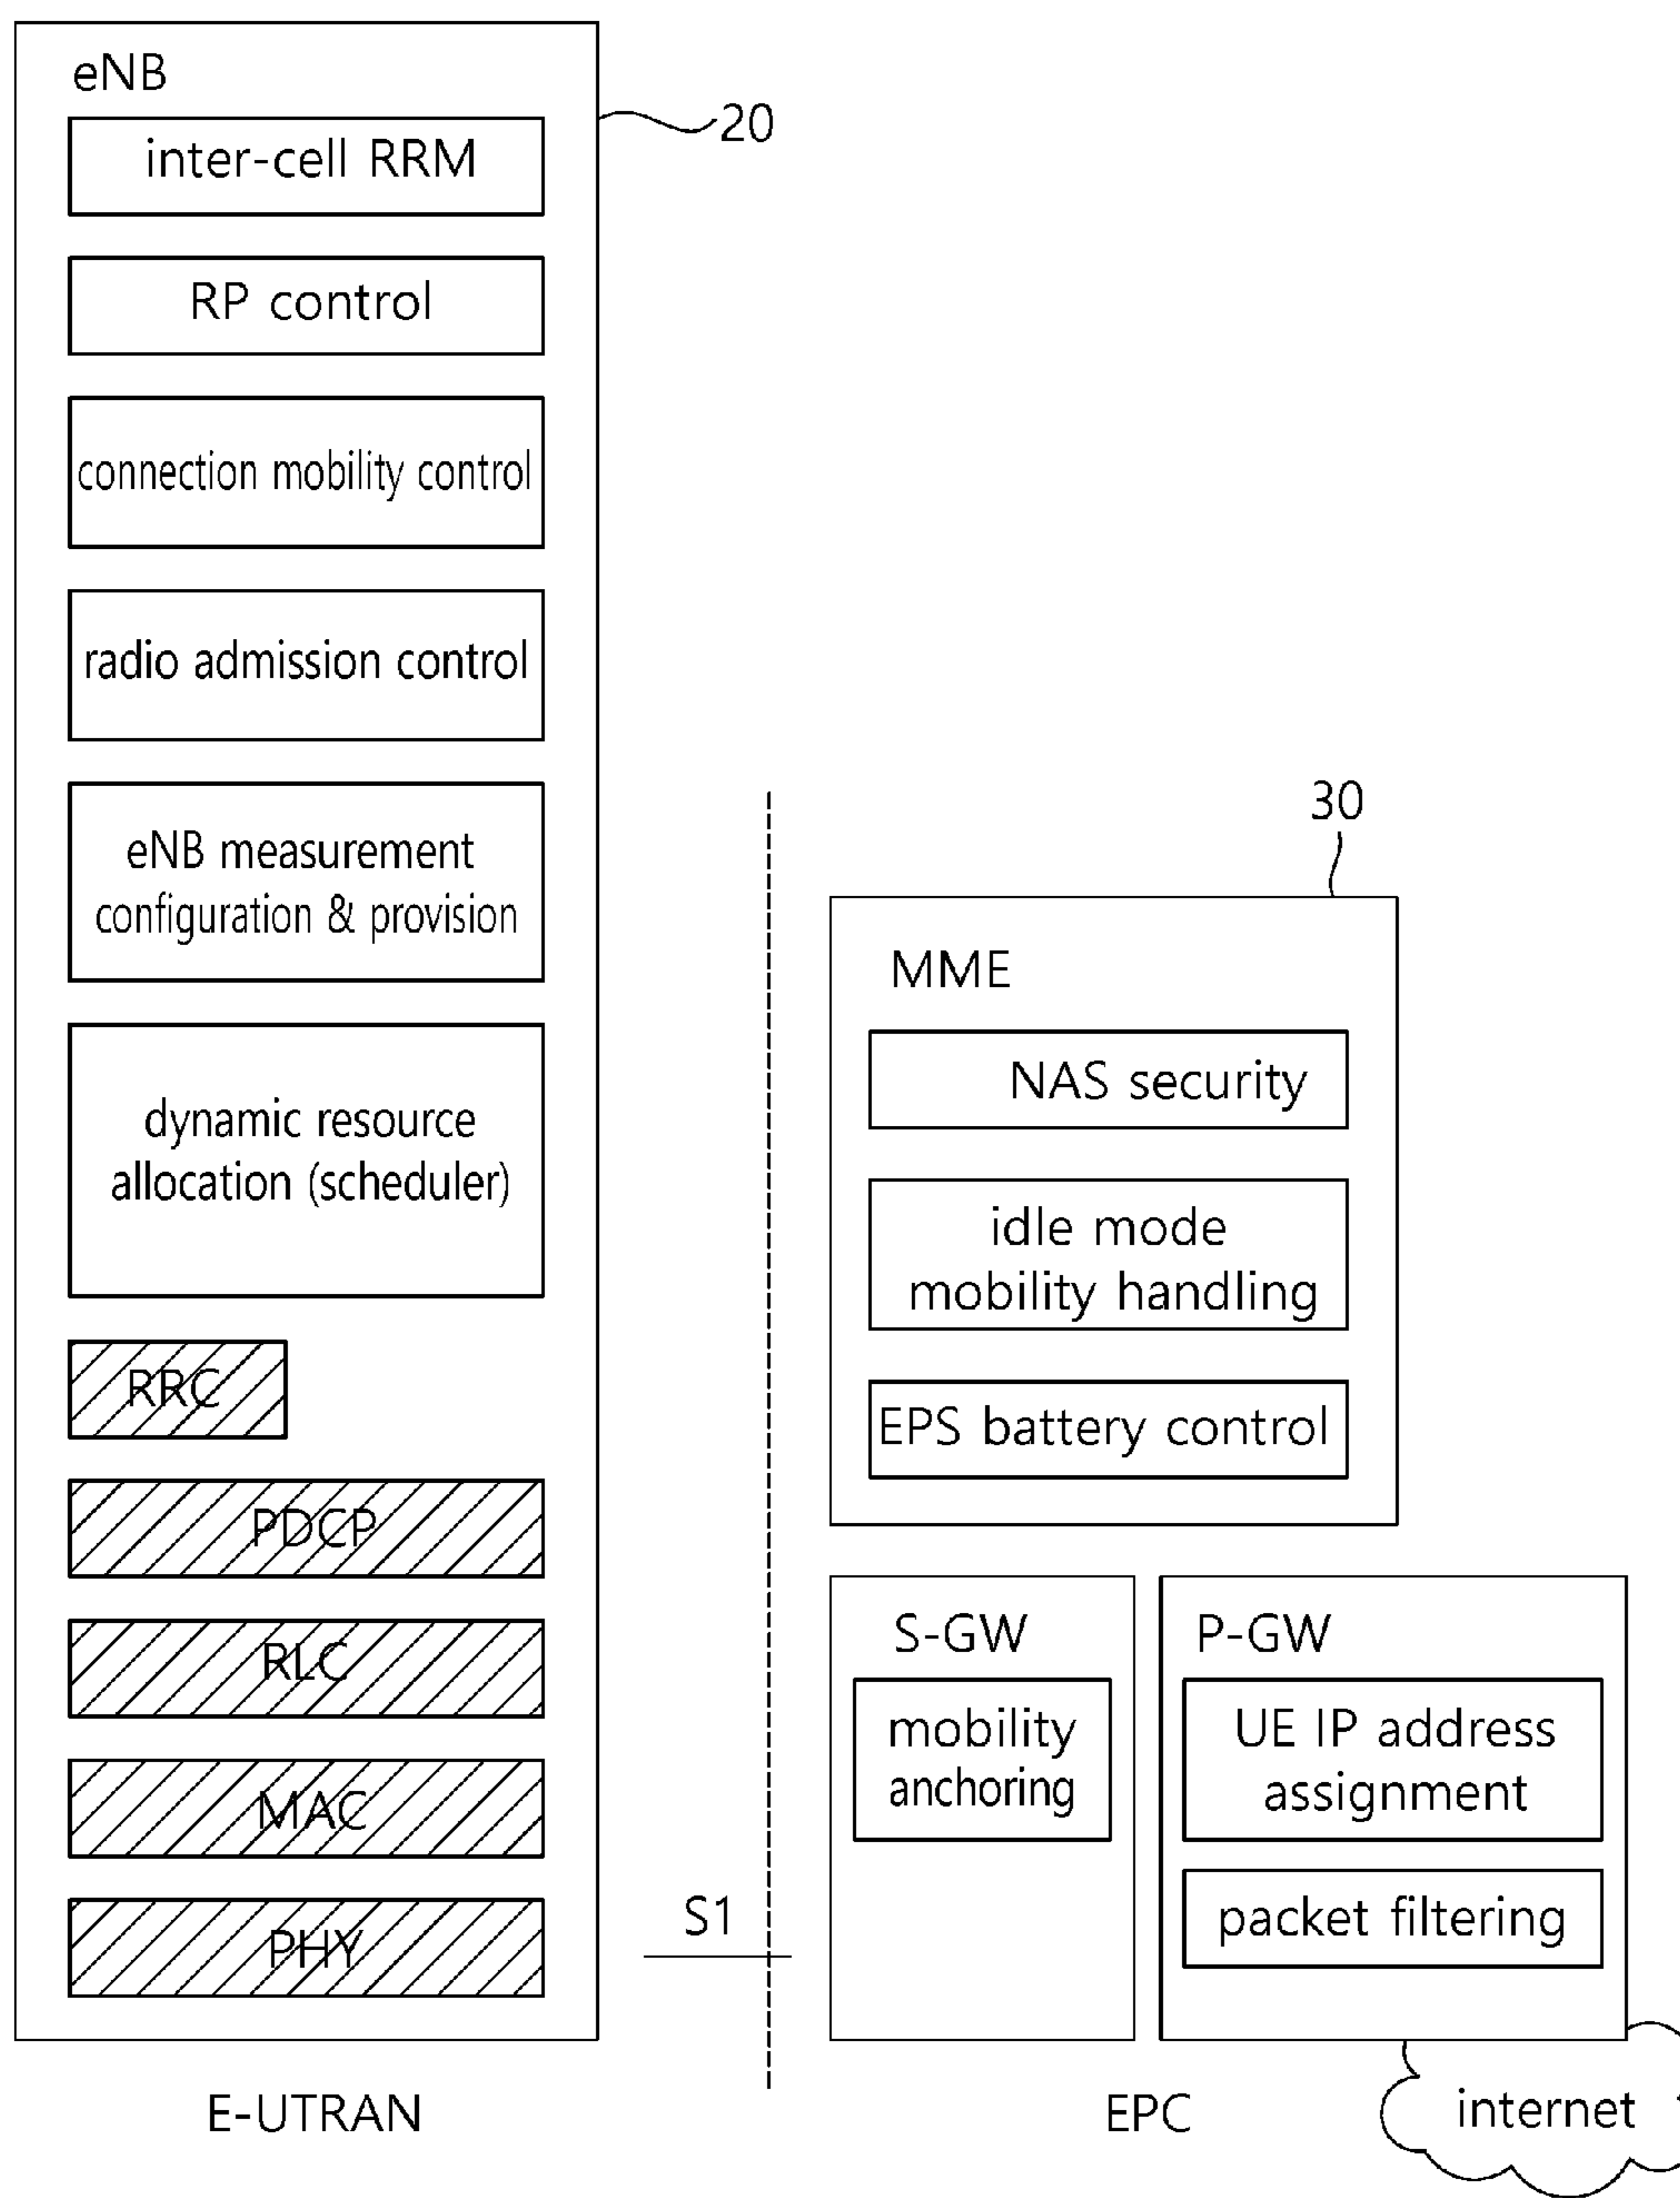 eNB
20
inter-cell RRM
RP control
connection mobility control
radio admission control
eNB measurement
configuration & provision
dynamic resource
allocation (scheduler)
RRC
PDCP
RLC
MAC
PHY
E-UTRAN
S1
30
MME
NAS security
idle mode
mobility handling
EPS battery control
S-GW
mobility
anchoring
P-GW
UE IP address
assignment
packet filtering
EPC
internet